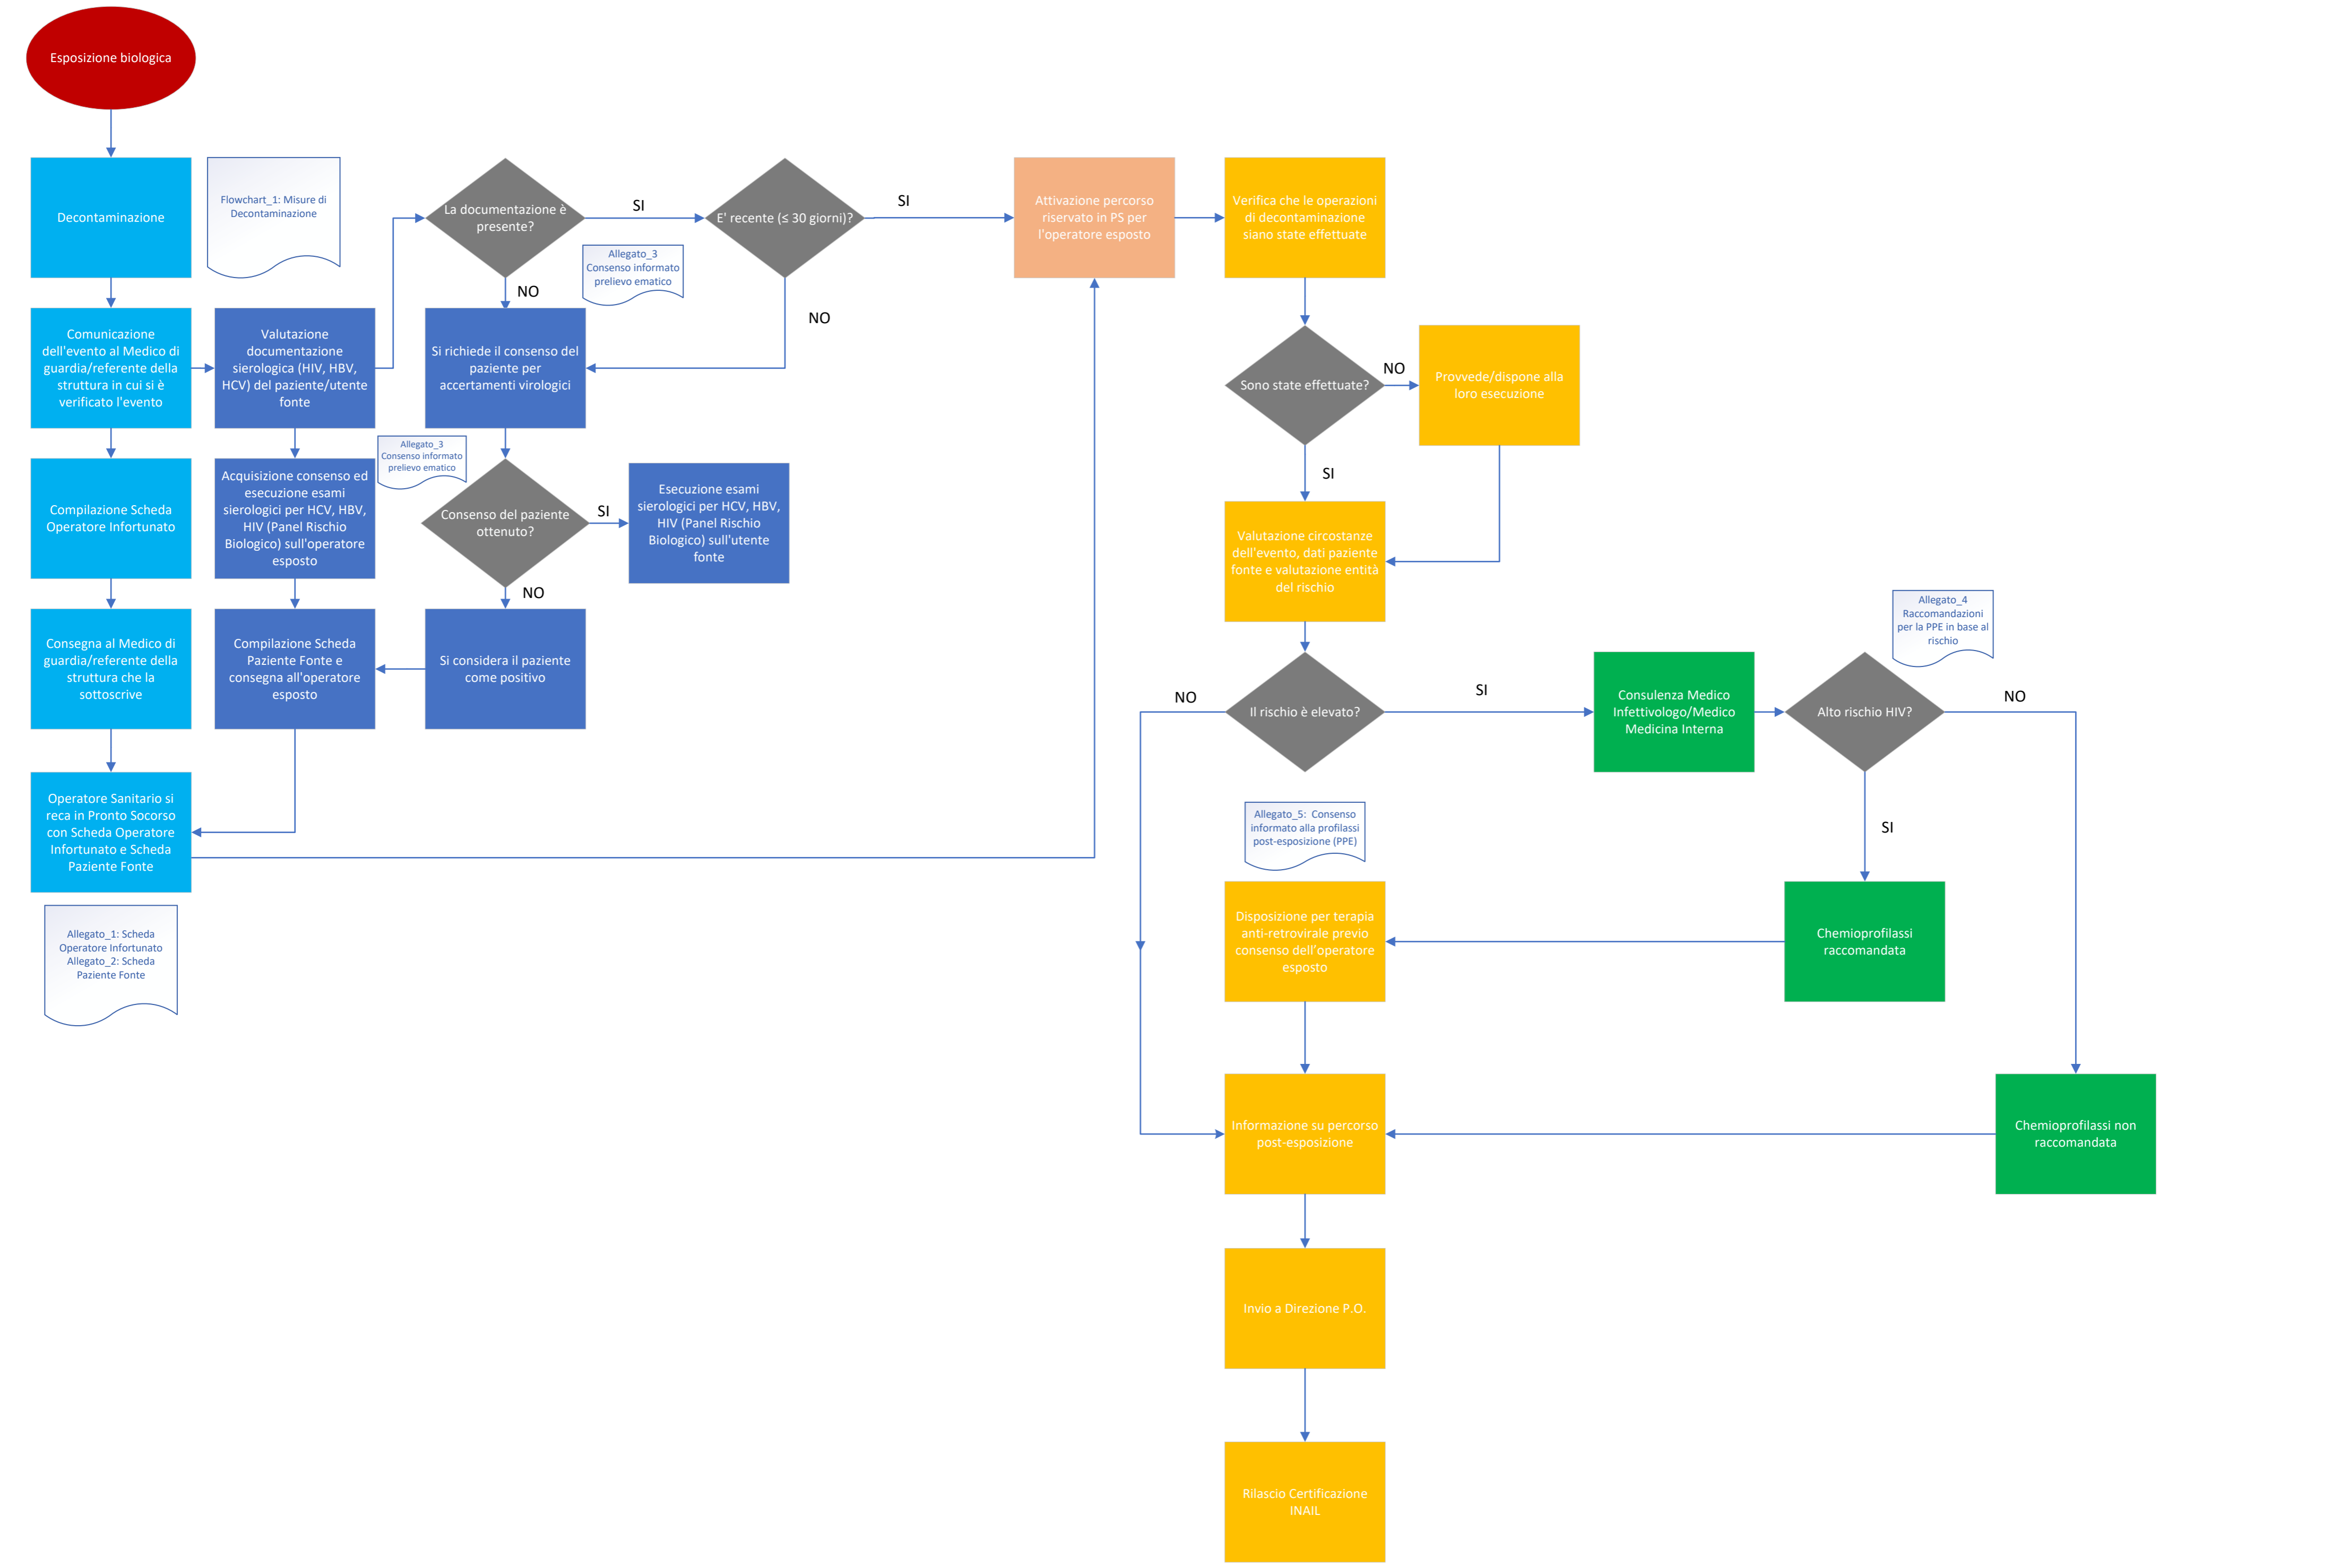 Esposizione biologica
Decontaminazione
Flowchart_1: Misure di
Decontaminazione
La documentazione è
presente?
SI
E' recente (≤ 30 giorni)?
SI
Attivazione percorso
riservato in PS per
l'operatore esposto
Verifica che le operazioni
di decontaminazione
siano state effettuate
Allegato_3
Consenso informato
prelievo ematico
NO
NO
Comunicazione
dell'evento al Medico di
guardia/referente della
struttura in cui si è
verificato l'evento
Valutazione
documentazione
sierologica (HIV, HBV,
HCV) del paziente/utente
fonte
Si richiede il consenso del
paziente per
accertamenti virologici
Sono state effettuate?
NO
Provvede/dispone alla
loro esecuzione
SI
Compilazione Scheda
Operatore Infortunato
Acquisizione consenso ed
esecuzione esami
sierologici per HCV, HBV,
HIV (Panel Rischio
Biologico) sull'operatore
esposto
Allegato_3
Consenso informato
prelievo ematico
Consenso del paziente
ottenuto?
SI
Esecuzione esami
sierologici per HCV, HBV,
HIV (Panel Rischio
Biologico) sull'utente
fonte
NO
Valutazione circostanze
dell'evento, dati paziente
fonte e valutazione entità
del rischio
Consegna al Medico di
guardia/referente della
struttura che la
sottoscrive
Compilazione Scheda
Paziente Fonte e
consegna all'operatore
esposto
Si considera il paziente
come positivo
NO
Il rischio è elevato?
SI
Consulenza Medico
Infettivologo/Medico
Medicina Interna
Allegato_4
Raccomandazioni
per la PPE in base al
rischio
Alto rischio HIV?
NO
SI
Operatore Sanitario si
reca in Pronto Soccorso
con Scheda Operatore
Infortunato e Scheda
Paziente Fonte
Allegato_1: Scheda
Operatore Infortunato
Allegato_2: Scheda
Paziente Fonte
Allegato_5: Consenso
informato alla profilassi
post-esposizione (PPE)
Disposizione per terapia
anti-retrovirale previo
consenso dell’operatore
esposto
Chemioprofilassi
raccomandata
Informazione su percorso
post-esposizione
Chemioprofilassi non
raccomandata
Invio a Direzione P.O.
Rilascio Certificazione
INAIL